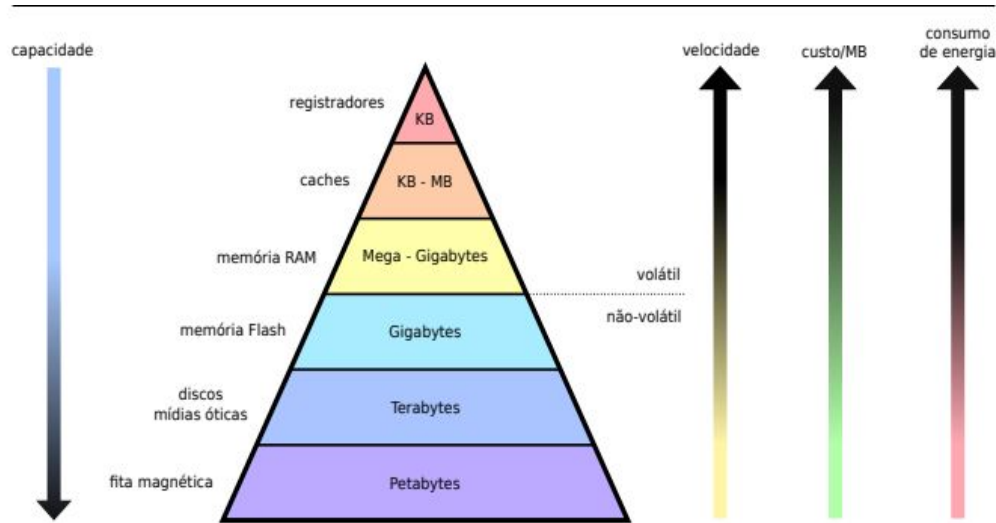 capacidade
velocidade
custo/MB
consumo
de energia
registradores
KB
caches
KB - MB
memória RAM
Mega - Gigabytes
volátil
não-volátil
memória Flash
Gigabytes
discos
mídias óticas
Terabytes
fita magnética
Petabytes